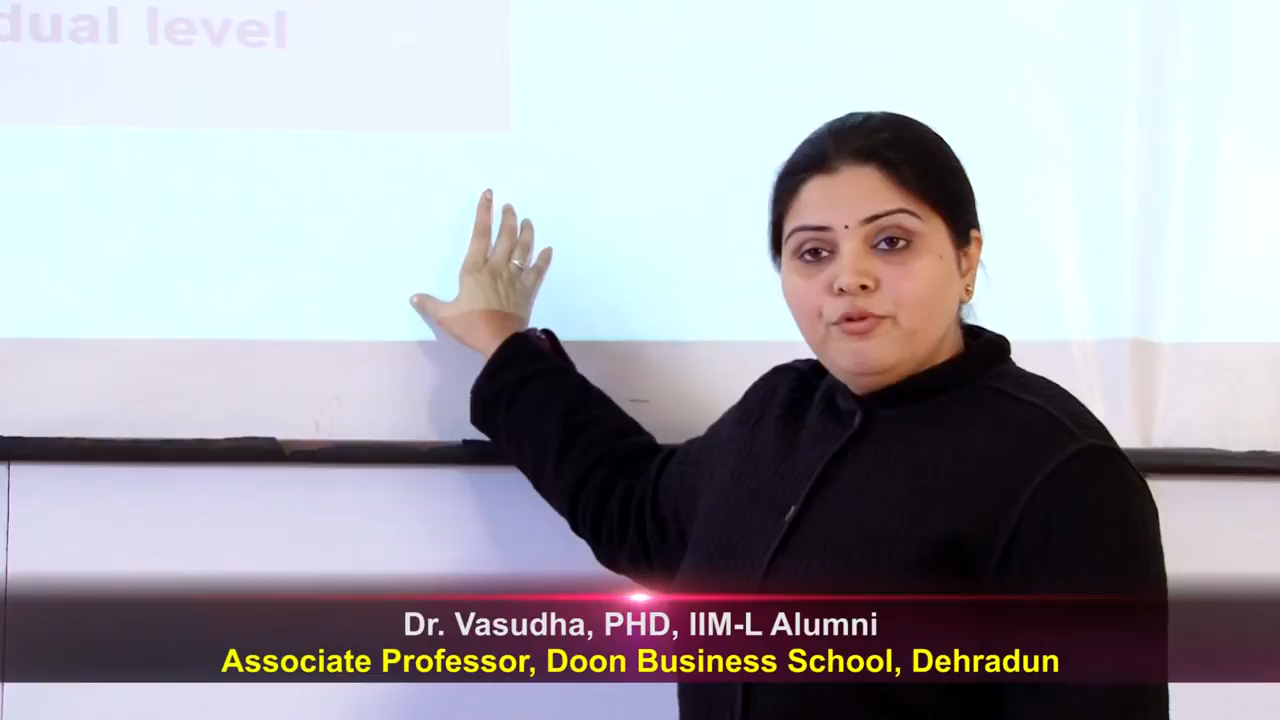 dual level
Dr. Vasudha, PHD, IIM-L Alumni
Associate Professor, Doon Business School, Dehradun